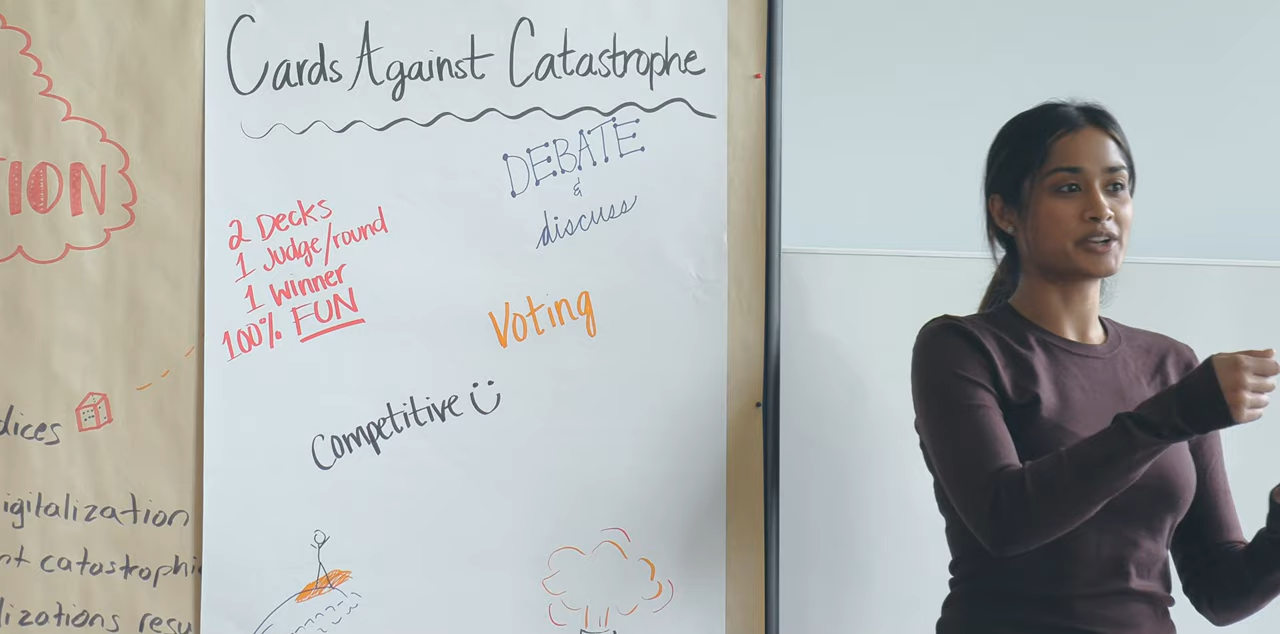 Cards Against Catastrophe
DEBATE
&
discuss
2 Decks
1 Judge/round
1 Winner
100% FUN
Voting
Competitive
TION
dices
igitalization
nt catastrophi
lizations resu